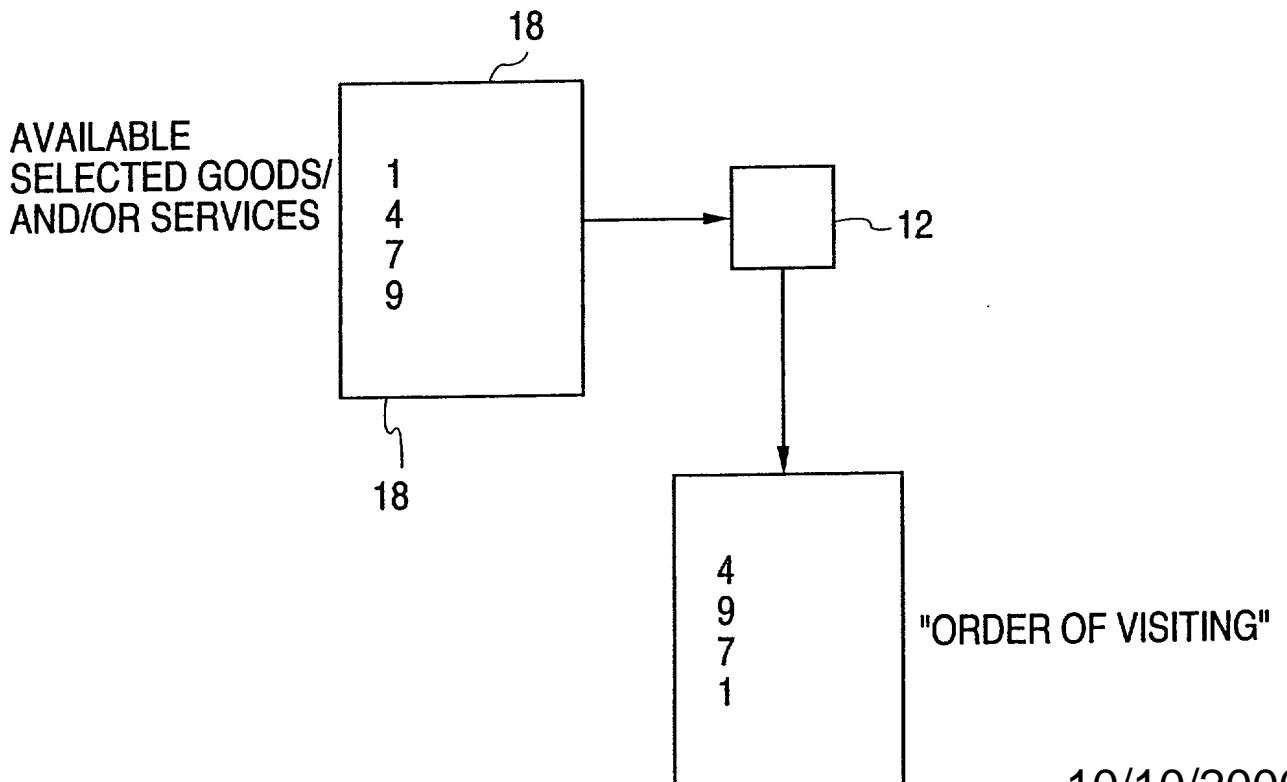 18
AVAILABLE
SELECTED GOODS/
AND/OR SERVICES
1
4
7
9
12
18
4
9
7
1
"ORDER OF VISITING"